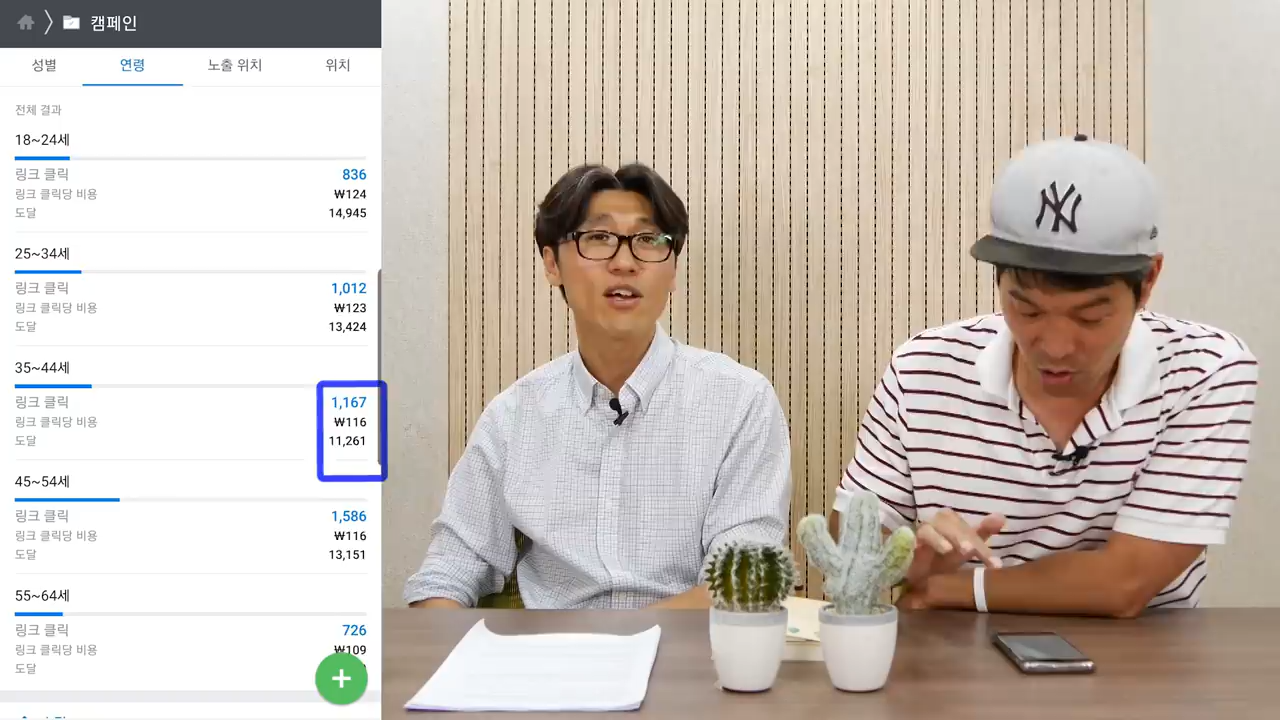 캠페인
성별 연령 노출 위치 위치
전체 결과
18~24세
링크 클릭 836
링크 클릭당 비용 ₩124
도달 14,945
25~34세
링크 클릭 1,012
링크 클릭당 비용 ₩123
도달 13,424
35~44세
링크 클릭 1,167
링크 클릭당 비용 ₩116
도달 11,261
45~54세
링크 클릭 1,586
링크 클릭당 비용 ₩116
도달 13,151
55~64세
링크 클릭 726
링크 클릭당 비용 ₩109
도달
NY